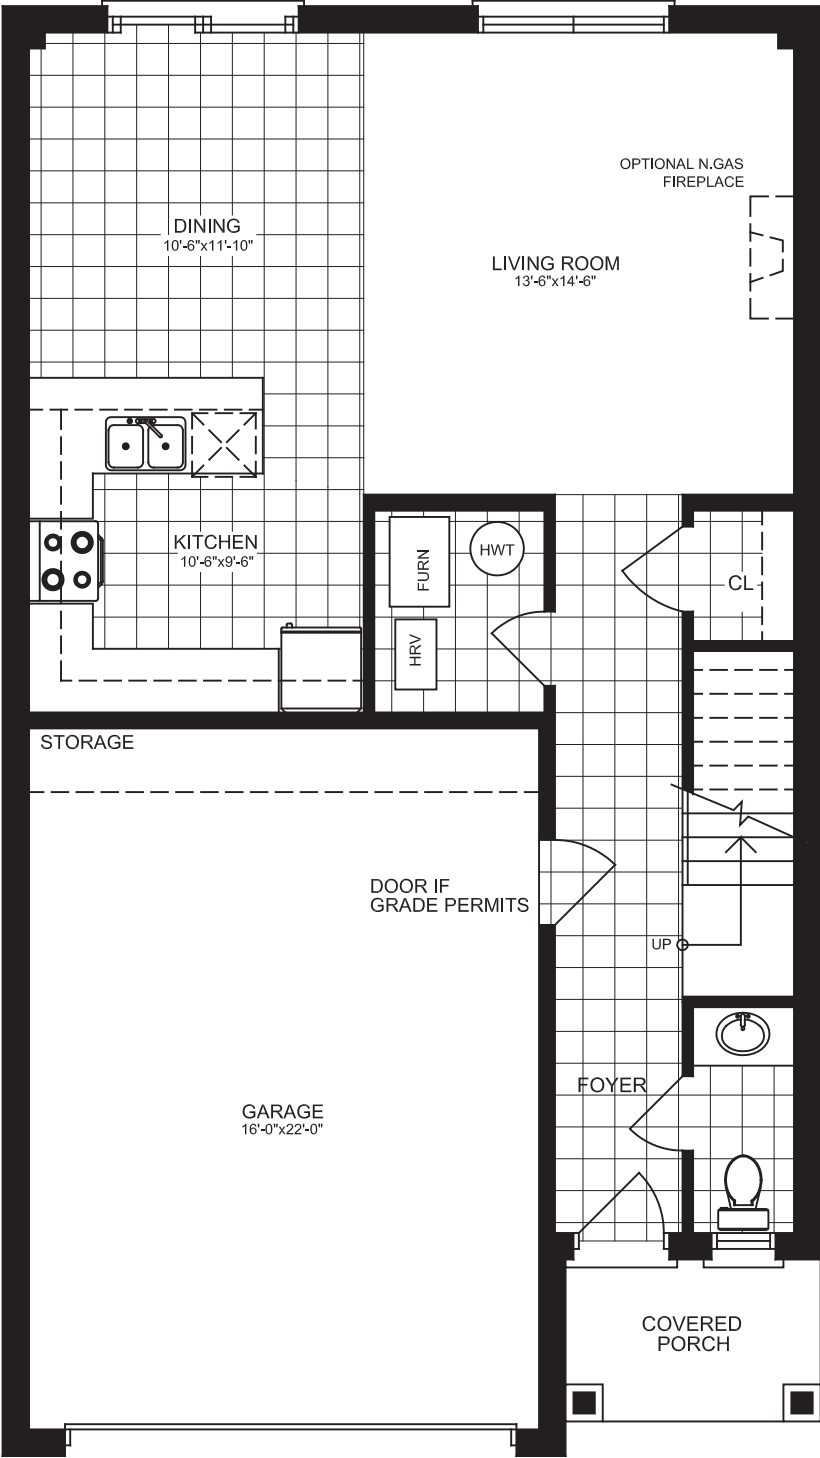 OPTIONAL N.GAS
FIREPLACE
DINING
10'-6"x11'-10"
LIVING ROOM
13'-6"x14'-6"
KITCHEN
10'-6"x9'-6"
FURN
HWT
HRV
CL
STORAGE
DOOR IF
GRADE PERMITS
UP
FOYER
GARAGE
16'-0"x22'-0"
COVERED
PORCH